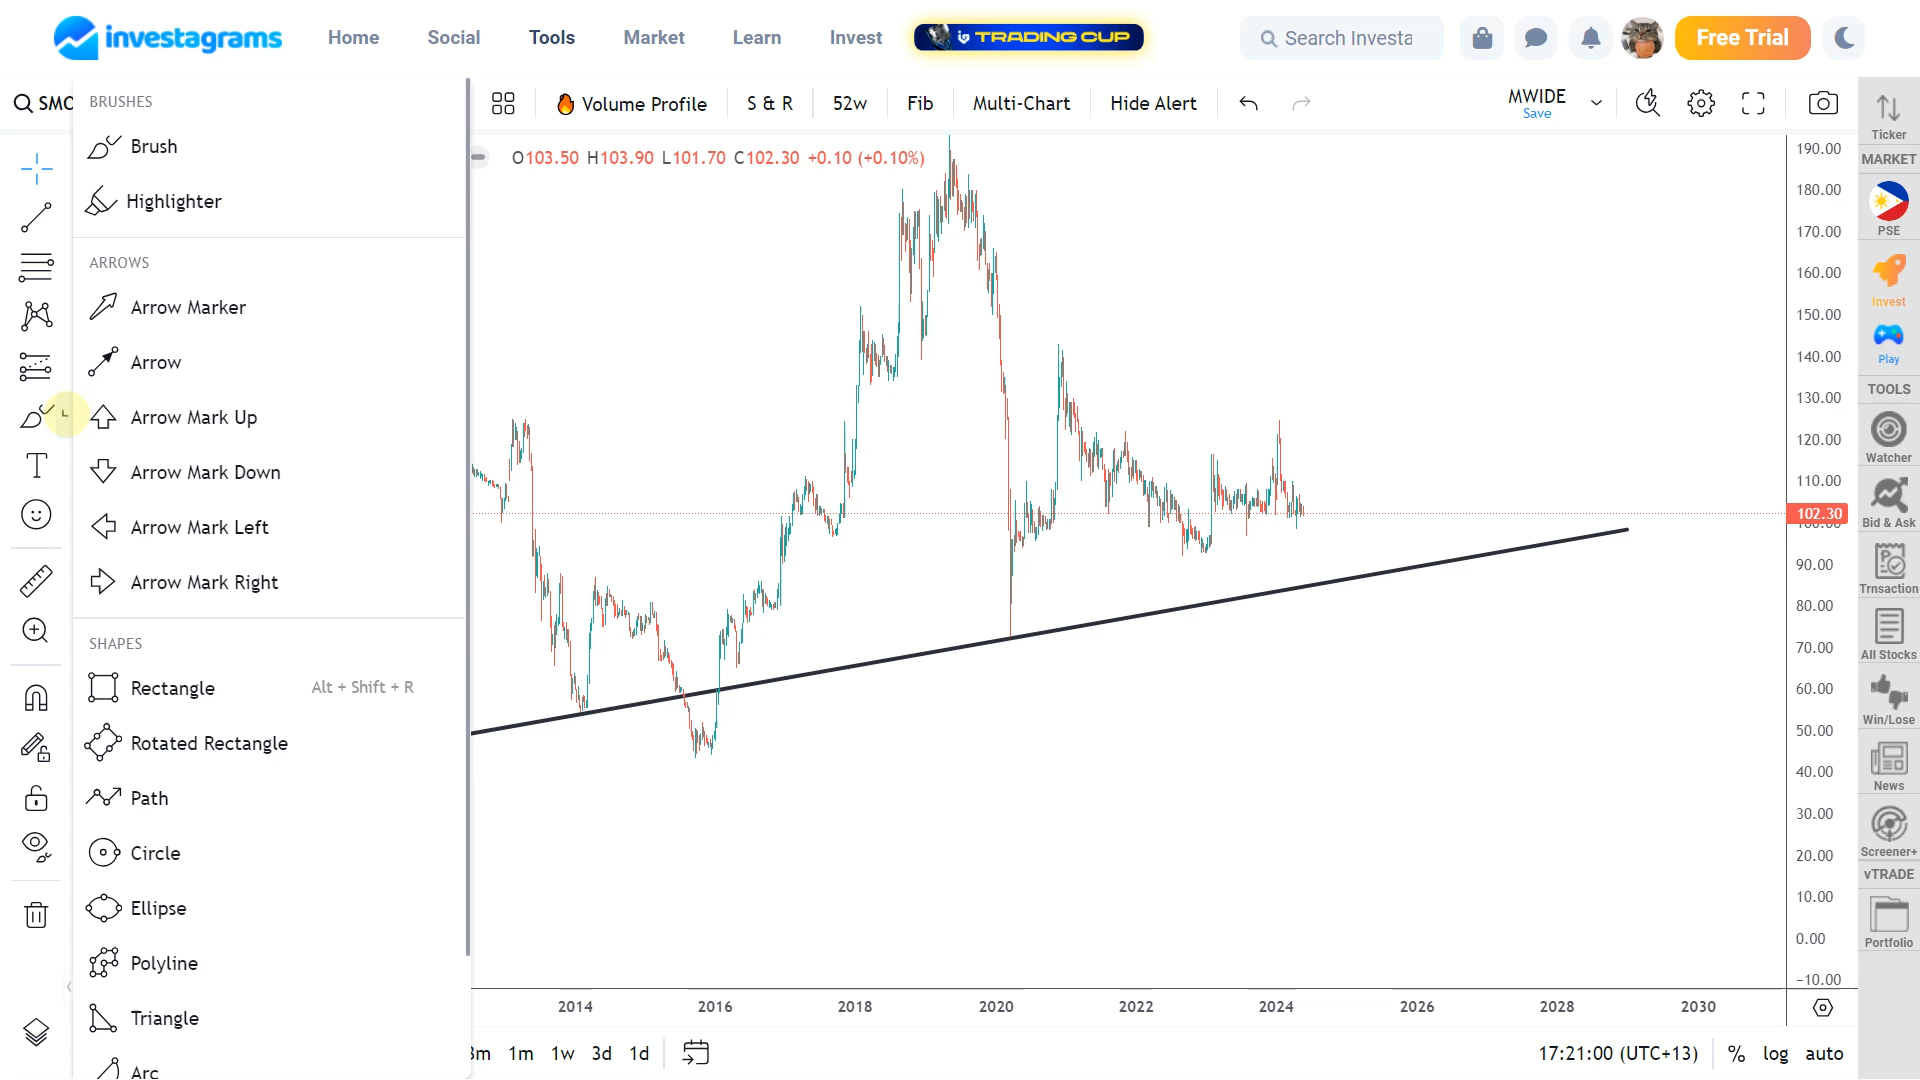 investagrams
Home
Social
Tools
Market
Learn
Invest
TRADING CUP
Search Investa
Free Trial
SMC
Volume Profile
S & R
52w
Fib
Multi-Chart
Hide Alert
MWIDE
Save
O103.50 H103.90 L101.70 C102.30 +0.10 (+0.10%)
BRUSHES
Brush
Highlighter
ARROWS
Arrow Marker
Arrow
Arrow Mark Up
Arrow Mark Down
Arrow Mark Left
Arrow Mark Right
SHAPES
Rectangle Alt + Shift + R
Rotated Rectangle
Path
Circle
Ellipse
Polyline
Triangle
Arc
190.00
180.00
170.00
160.00
150.00
140.00
130.00
120.00
110.00
102.30
100.00
90.00
80.00
70.00
60.00
50.00
40.00
30.00
20.00
10.00
0.00
−10.00
2014
2016
2018
2020
2022
2024
2026
2028
2030
3m
1m
1w
3d
1d
17:21:00 (UTC+13)
%
log
auto
Ticker
MARKET
PSE
Invest
Play
TOOLS
Watcher
Bid & Ask
Trnsaction
All Stocks
Win/Lose
News
Screener+
vTRADE
Portfolio